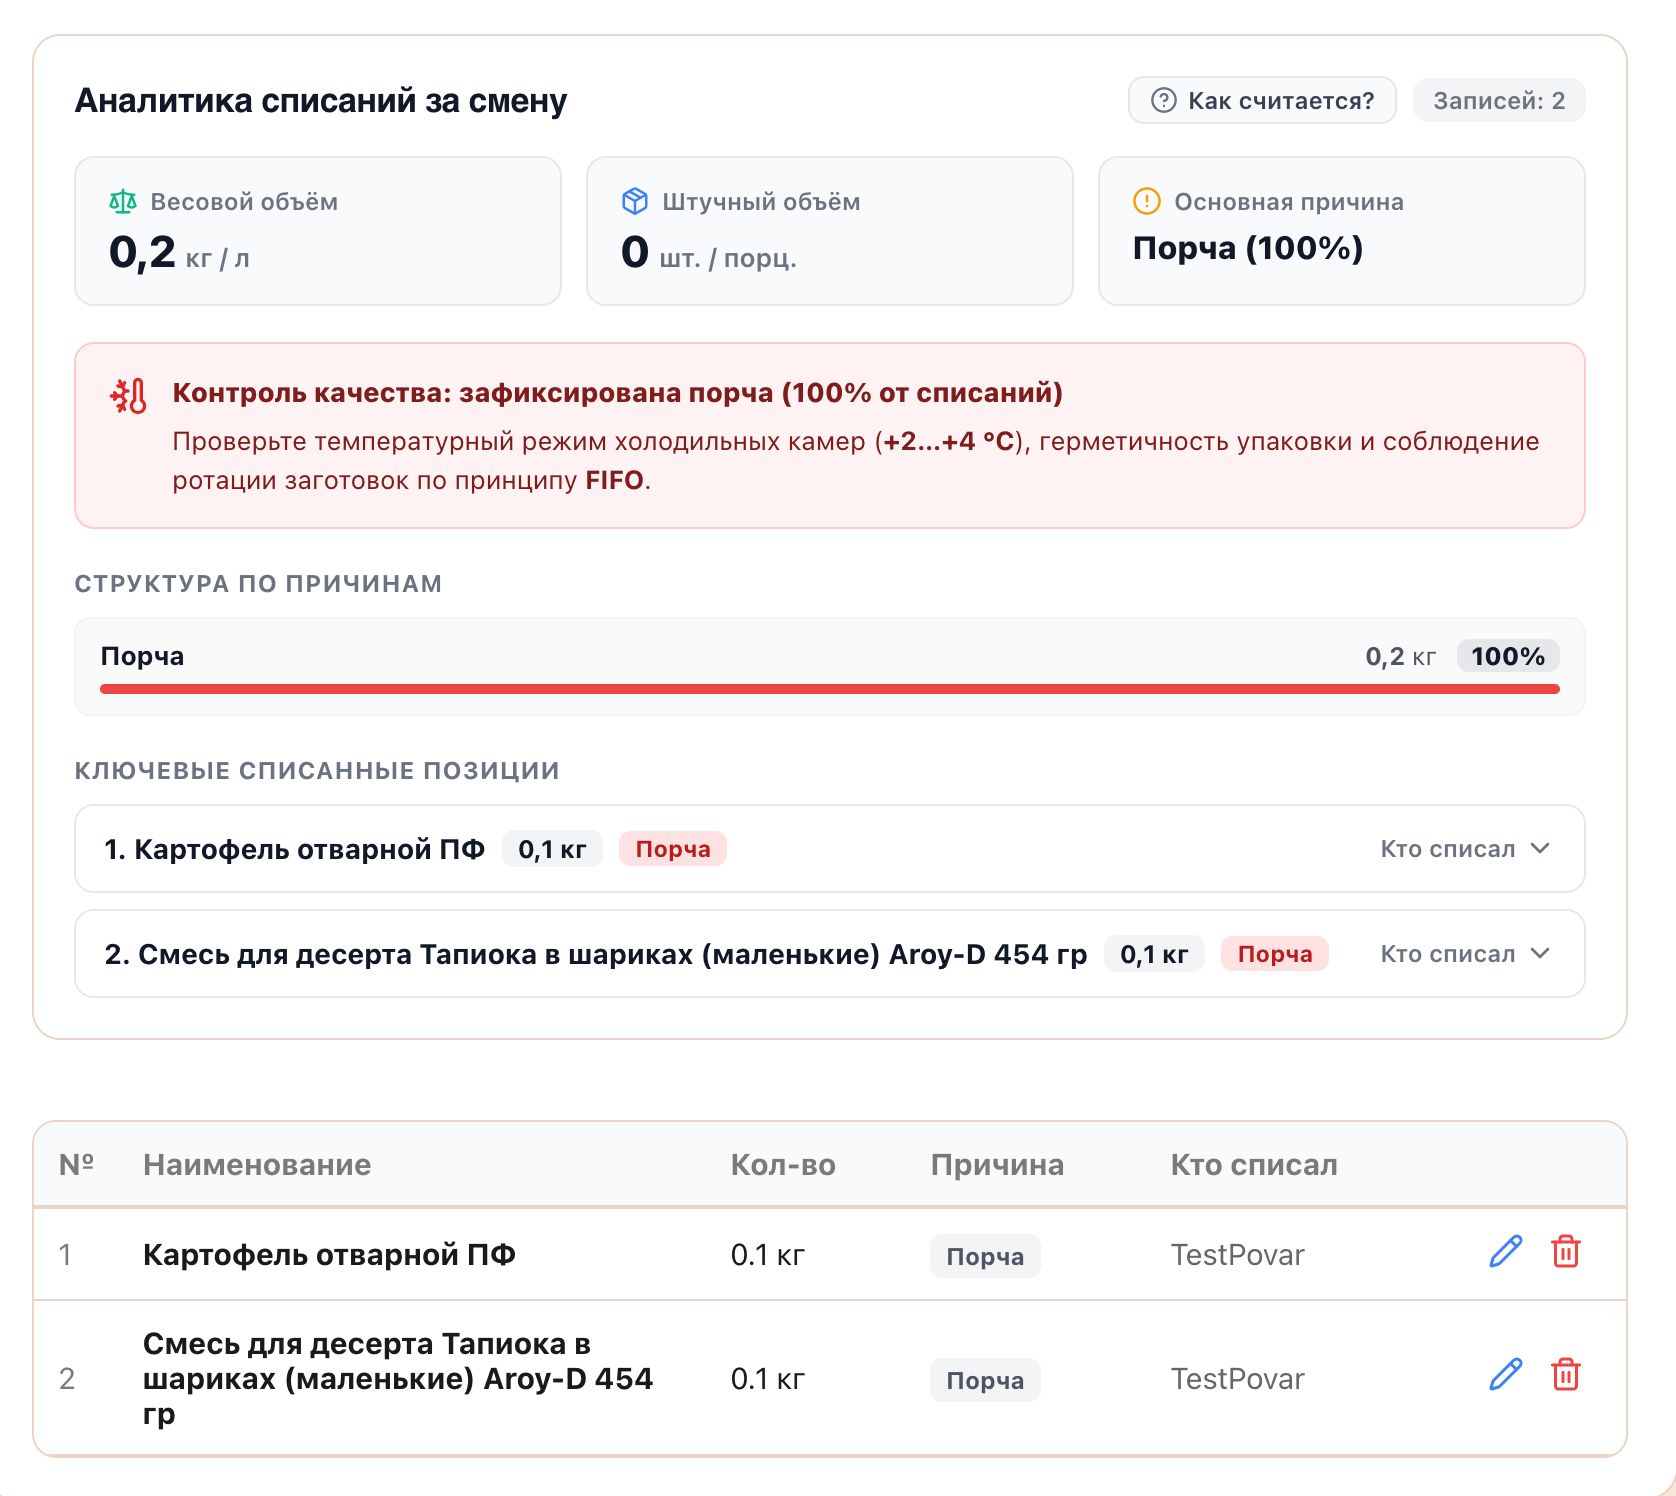 Аналитика списаний за смену
Как считается?
Записей: 2
Весовой объём
0,2 кг / л
Штучный объём
0 шт. / порц.
Основная причина
Порча (100%)
Контроль качества: зафиксирована порча (100% от списаний)
Проверьте температурный режим холодильных камер (+2...+4 °C), герметичность упаковки и соблюдение
ротации заготовок по принципу FIFO.
СТРУКТУРА ПО ПРИЧИНАМ
Порча 0,2 кг 100%
КЛЮЧЕВЫЕ СПИСАННЫЕ ПОЗИЦИИ
1. Картофель отварной ПФ 0,1 кг Порча Кто списал
2. Смесь для десерта Тапиока в шариках (маленькие) Aroy-D 454 гр 0,1 кг Порча Кто списал
№ Наименование Кол-во Причина Кто списал
1 Картофель отварной ПФ 0.1 кг Порча TestPovar
Смесь для десерта Тапиока в
2 шариках (маленькие) Aroy-D 454 0.1 кг Порча TestPovar
гр